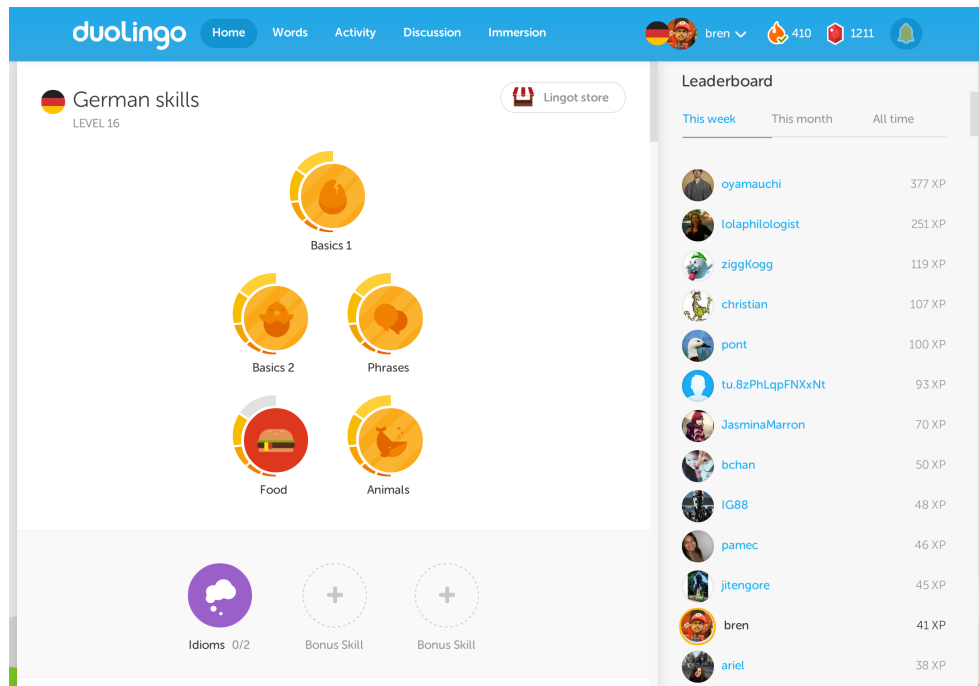 duolingo Home Words Activity Discussion Immersion bren 410 1211
German skills
LEVEL 16
Lingot store
Basics 1
Basics 2 Phrases
Food Animals
Idioms 0/2 Bonus Skill Bonus Skill
Leaderboard
This week This month All time
oyamauchi 377 XP
lolaphilologist 251 XP
ziggKogg 119 XP
christian 107 XP
pont 100 XP
tu.8zPhLqpFNXxNt 93 XP
JasminaMarron 70 XP
bchan 50 XP
IG88 48 XP
pamec 46 XP
jitengore 45 XP
bren 41 XP
ariel 38 XP